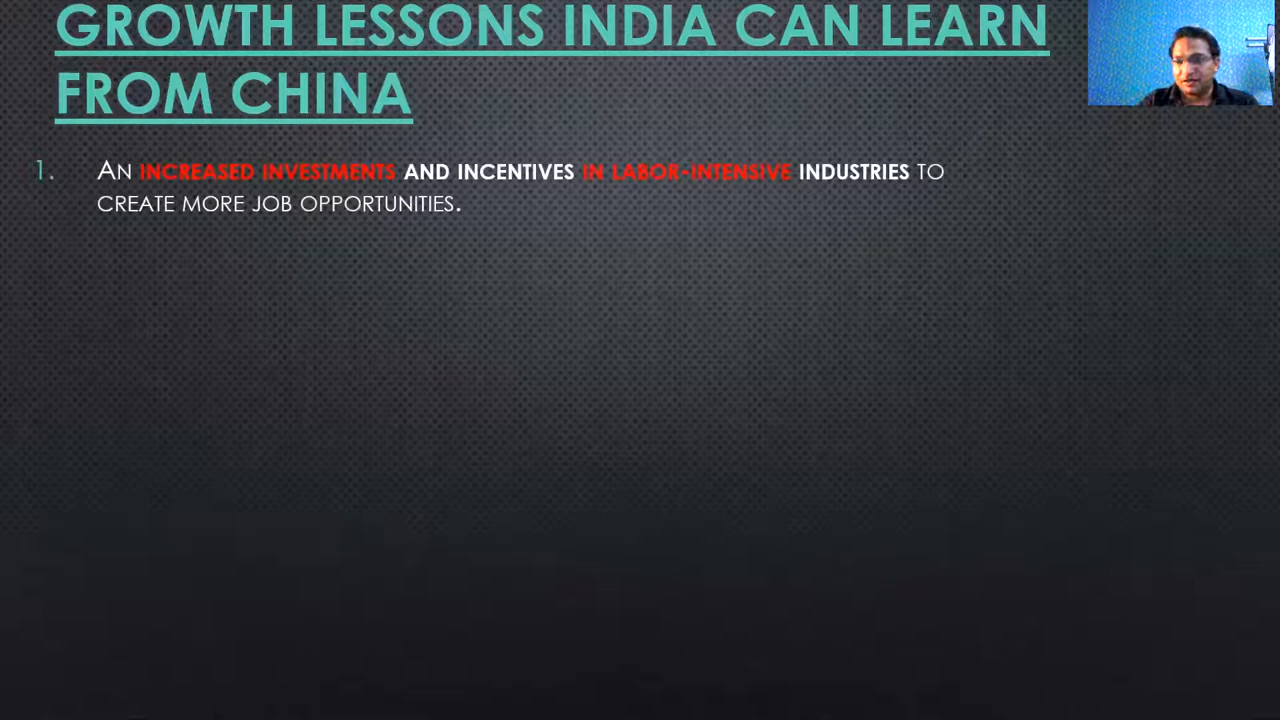 GROWTH LESSONS INDIA CAN LEARN
FROM CHINA
1. AN INCREASED INVESTMENTS AND INCENTIVES IN LABOR-INTENSIVE INDUSTRIES TO
CREATE MORE JOB OPPORTUNITIES.